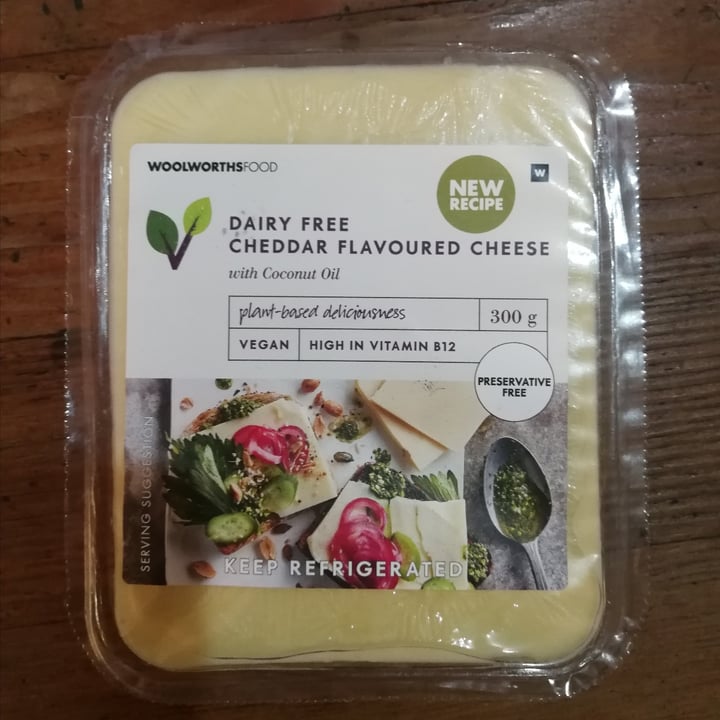 WOOLWORTHSFOOD
W
NEW
RECIPE
DAIRY FREE
CHEDDAR FLAVOURED CHEESE
with Coconut Oil
plant-based deliciousness
300 g
VEGAN
HIGH IN VITAMIN B12
PRESERVATIVE
FREE
SERVING SUGGESTION
KEEP REFRIGERATED